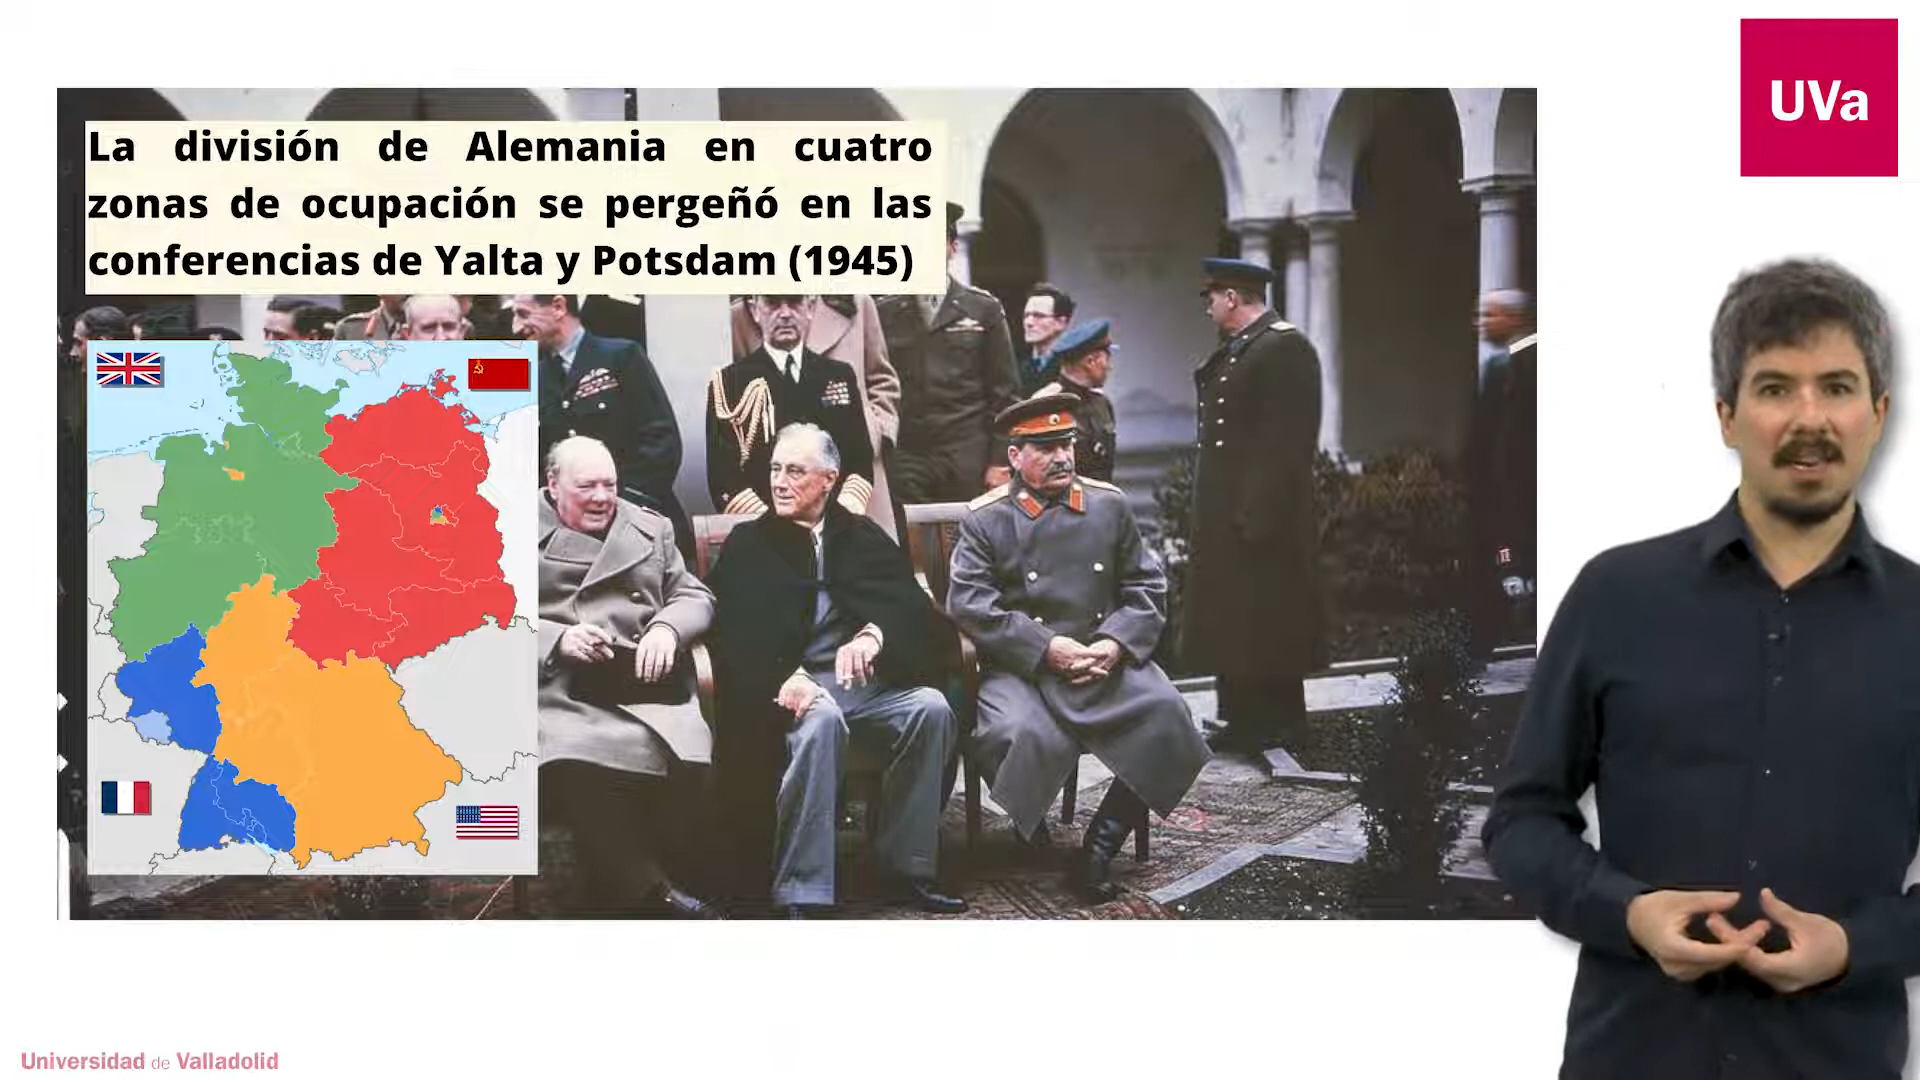 UVa
La división de Alemania en cuatro
zonas de ocupación se pergeñó en las
conferencias de Yalta y Potsdam (1945)
Universidad de Valladolid